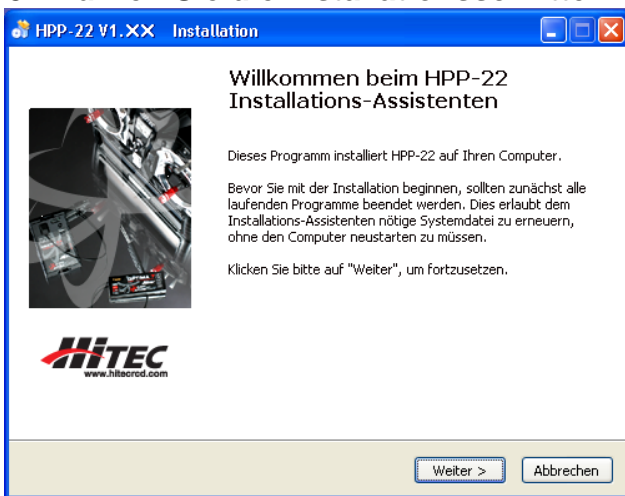 HPP-22 V1.XX Installation
Willkommen beim HPP-22
Installations-Assistenten
Dieses Programm installiert HPP-22 auf Ihren Computer.
Bevor Sie mit der Installation beginnen, sollten zunächst alle
laufenden Programme beendet werden. Dies erlaubt dem
Installations-Assistenten nötige Systemdatei zu erneuern,
ohne den Computer neustarten zu müssen.
Klicken Sie bitte auf "Weiter", um fortzusetzen.
HiTEC
www.hitecrcd.com
Weiter >
Abbrechen